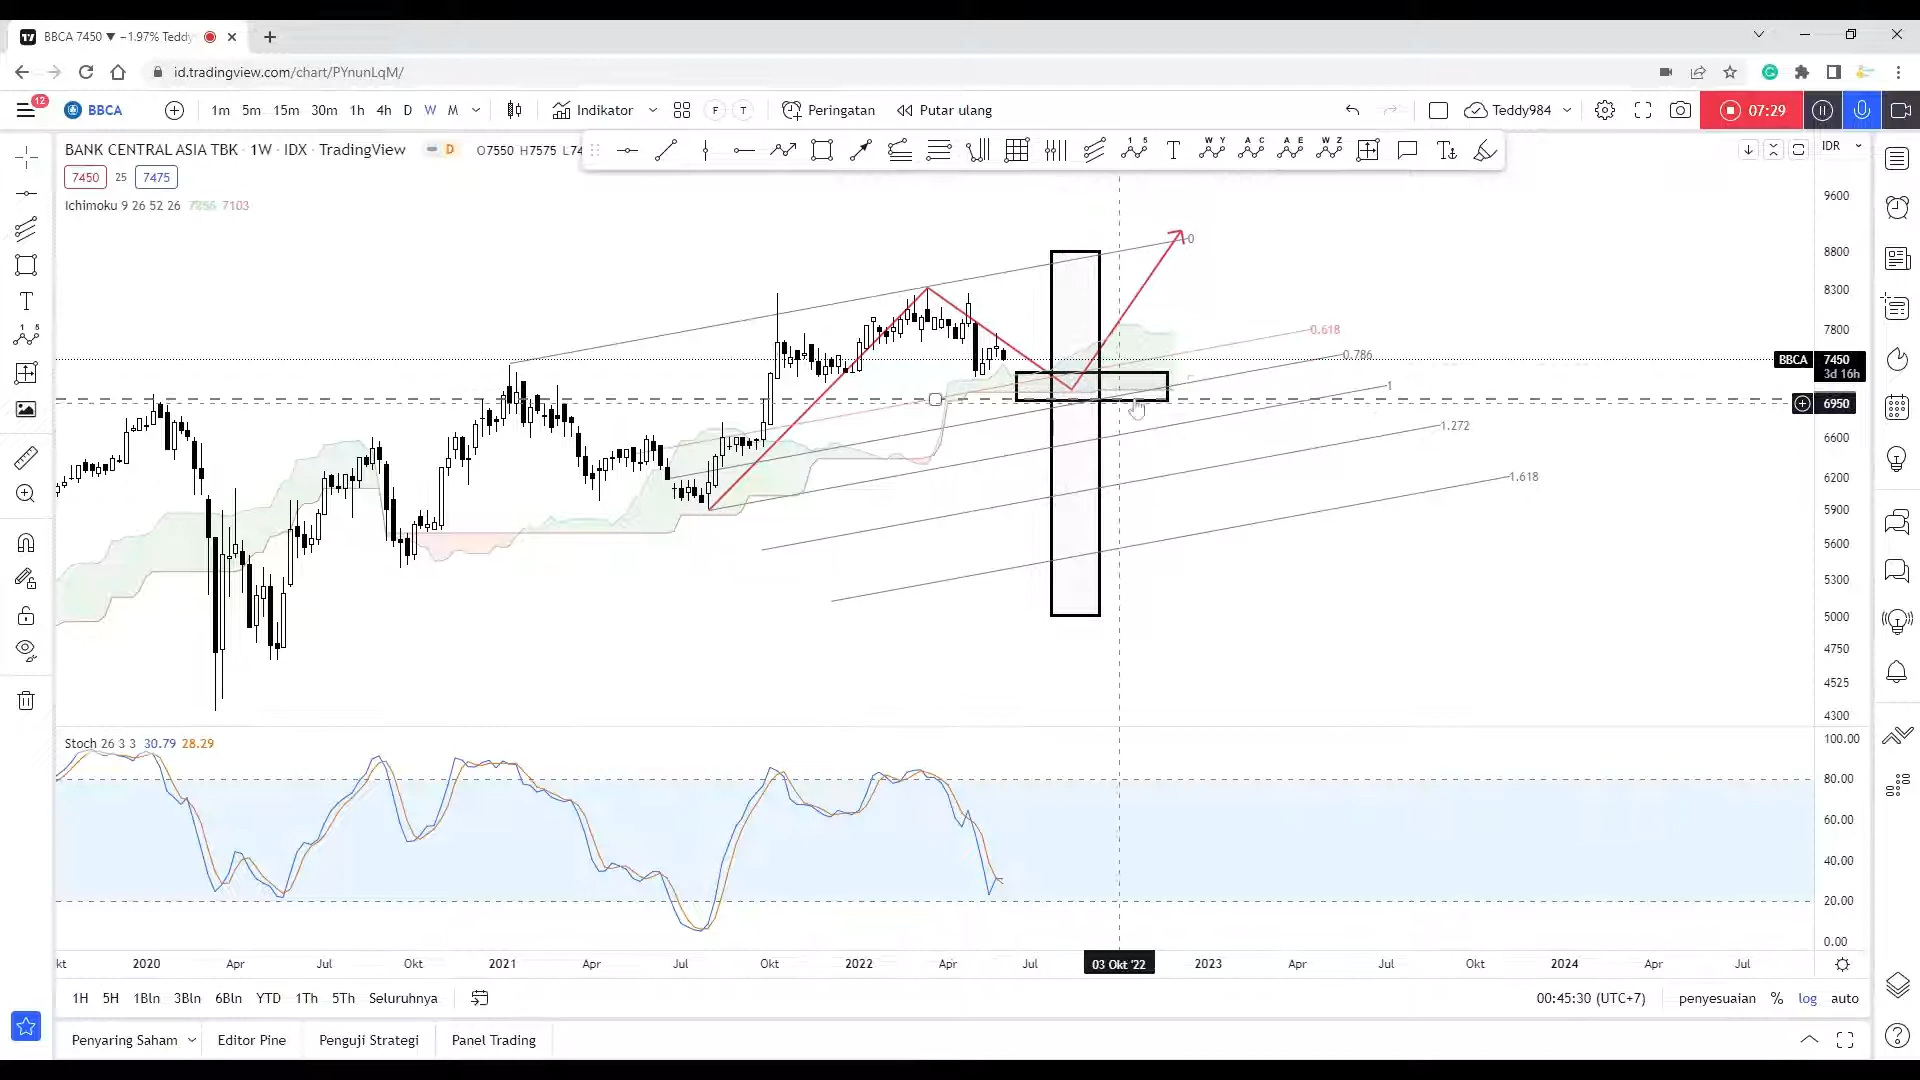 BBCA 7450 ▼ −1.97% Teddy
id.tradingview.com/chart/PYnunLqM/
12
BBCA
1m 5m 15m 30m 1h 4h D W M
Indikator
F T
Peringatan
Putar ulang
Teddy984
07:29
BANK CENTRAL ASIA TBK · 1W · IDX · TradingView
D
O7550 H7575 L74
IDR
7450 25 7475
Ichimoku 9 26 52 26 7256 7103
9600
8800
8300
7800
BBCA 7450
3d 16h
6950
6600
6200
5900
5600
5300
5000
4750
4525
4300
0
0.618
0.786
1
1.272
1.618
Stoch 26 3 3 30.79 28.29
100.00
80.00
60.00
40.00
20.00
0.00
kt 2020 Apr Jul Okt 2021 Apr Jul Okt 2022 Apr Jul 03 Okt '22 2023 Apr Jul Okt 2024 Apr Jul
1H 5H 1Bln 3Bln 6Bln YTD 1Th 5Th Seluruhnya
00:45:30 (UTC+7) penyesuaian % log auto
Penyaring Saham Editor Pine Penguji Strategi Panel Trading